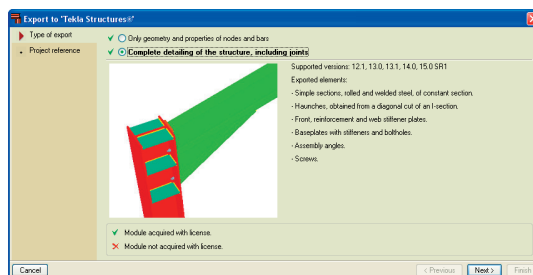 Export to 'Tekla Structures®'
Type of export
Project reference
Only geometry and properties of nodes and bars
Complete detailing of the structure, including joints
Supported versions: 12.1, 13.0, 13.1, 14.0, 15.0 SR1
Exported elements:
- Simple sections, rolled and welded steel, of constant section.
- Haunches, obtained from a diagonal cut of an I-section.
- Front, reinforcement and web stiffener plates.
- Baseplates with stiffeners and boltholes.
- Assembly angles.
- Screws.
Module acquired with license.
Module not acquired with license.
Cancel
< Previous
Next >
Finish